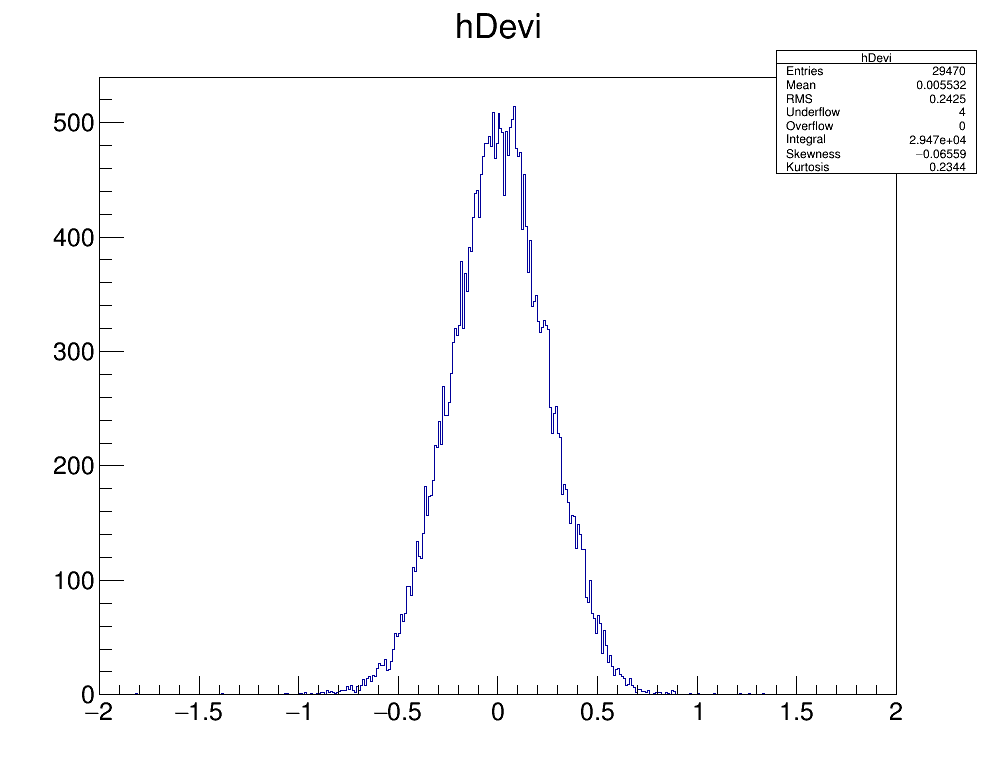 hDevi
hDevi
Entries 29470
Mean 0.005532
RMS 0.2425
Underflow 4
Overflow 0
Integral 2.947e+04
Skewness −0.06559
Kurtosis 0.2344
500
400
300
200
100
0
−2 −1.5 −1 −0.5 0 0.5 1 1.5 2